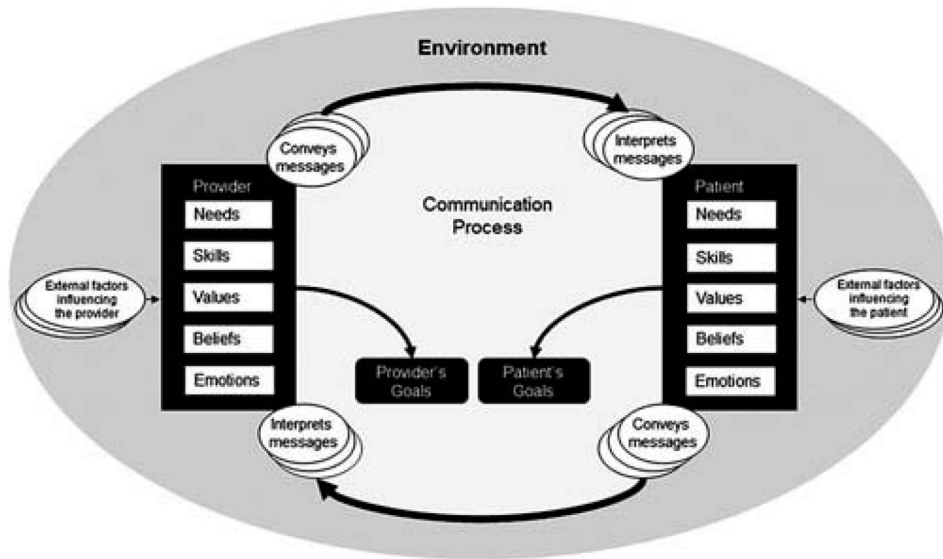 Environment
Conveys
messages
Interprets
messages
Provider
Needs
Skills
Values
Beliefs
Emotions
Communication
Process
Patient
Needs
Skills
Values
Beliefs
Emotions
External factors
influencing
the provider
External factors
influencing
the patient
Provider's
Goals
Patient's
Goals
Interprets
messages
Conveys
messages